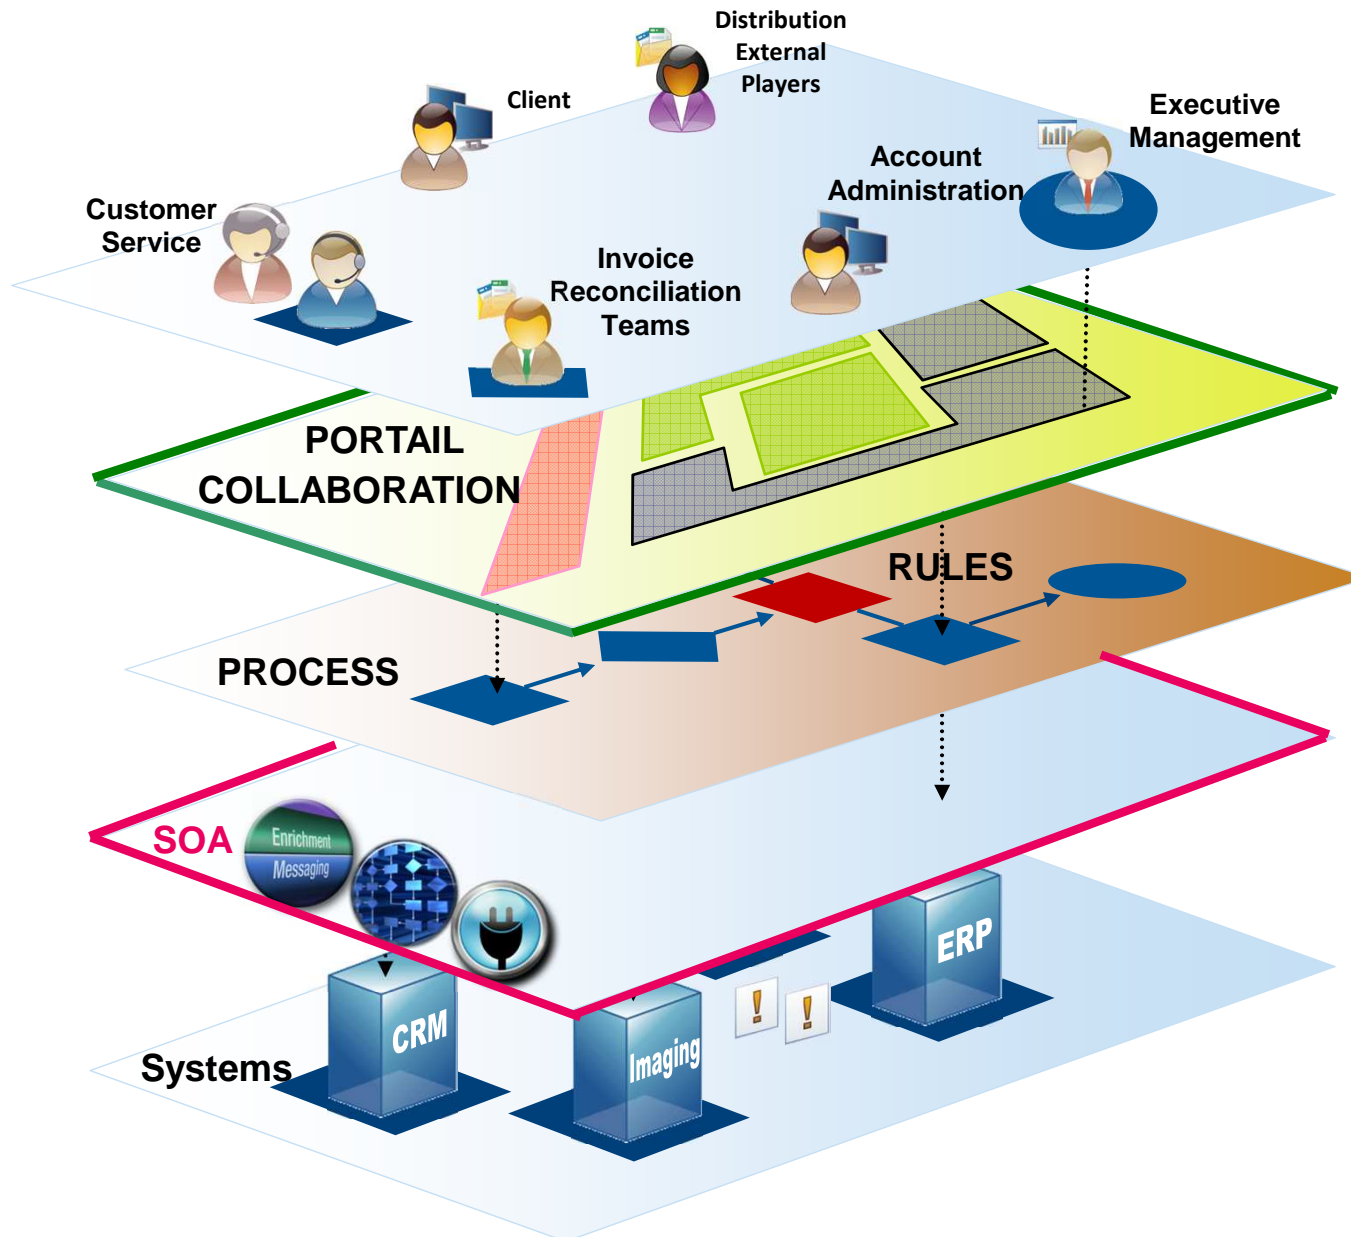 Distribution
External
Players
Client
Executive
Management
Account
Administration
Customer
Service
Invoice
Reconciliation
Teams
PORTAIL
COLLABORATION
RULES
PROCESS
SOA
Enrichment
Messaging
ERP
CRM
Imaging
Systems